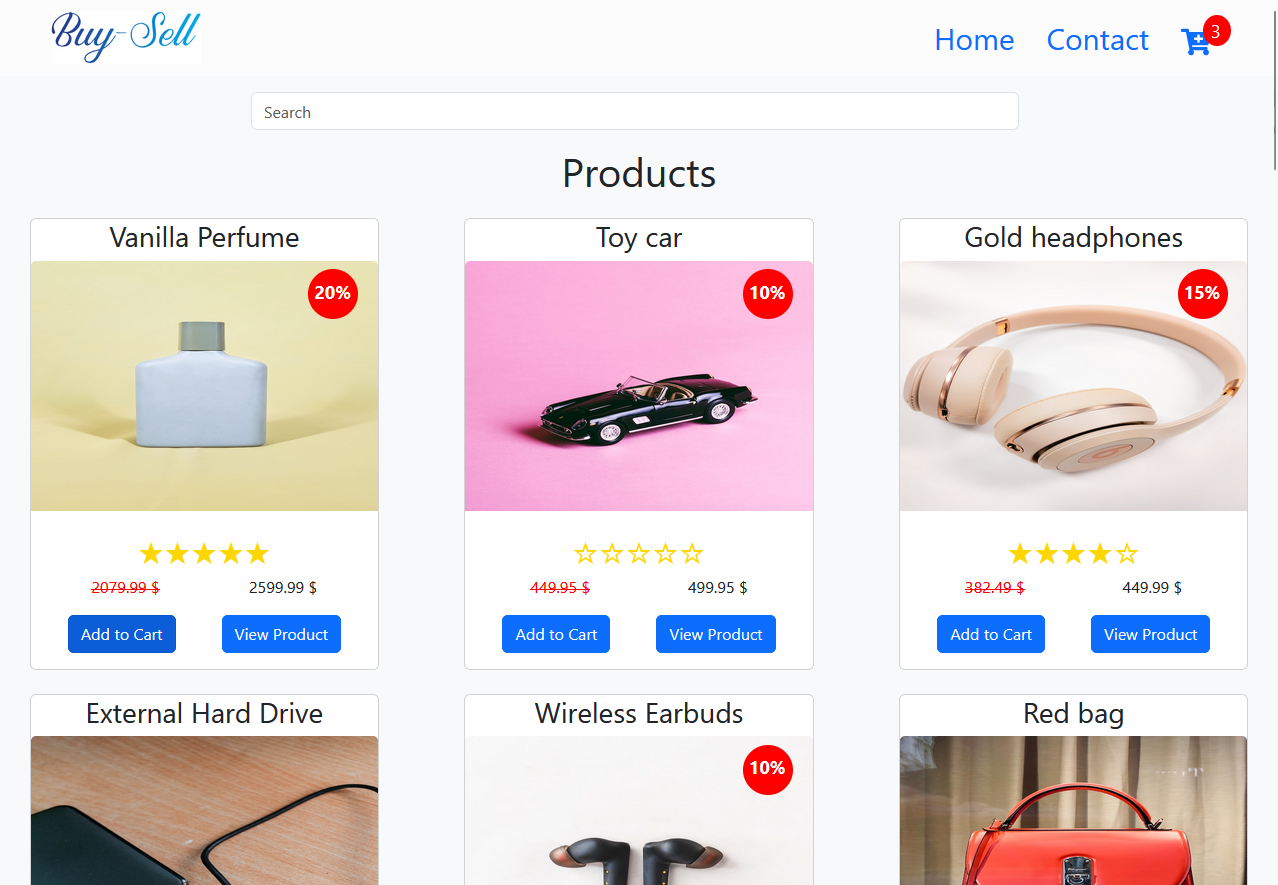 Buy-Sell
Home Contact 3
Search
Products
Vanilla Perfume
20%
2079.99 $ 2599.99 $
Add to Cart View Product
Toy car
10%
449.95 $ 499.95 $
Add to Cart View Product
Gold headphones
15%
382.49 $ 449.99 $
Add to Cart View Product
External Hard Drive
Wireless Earbuds
10%
Red bag